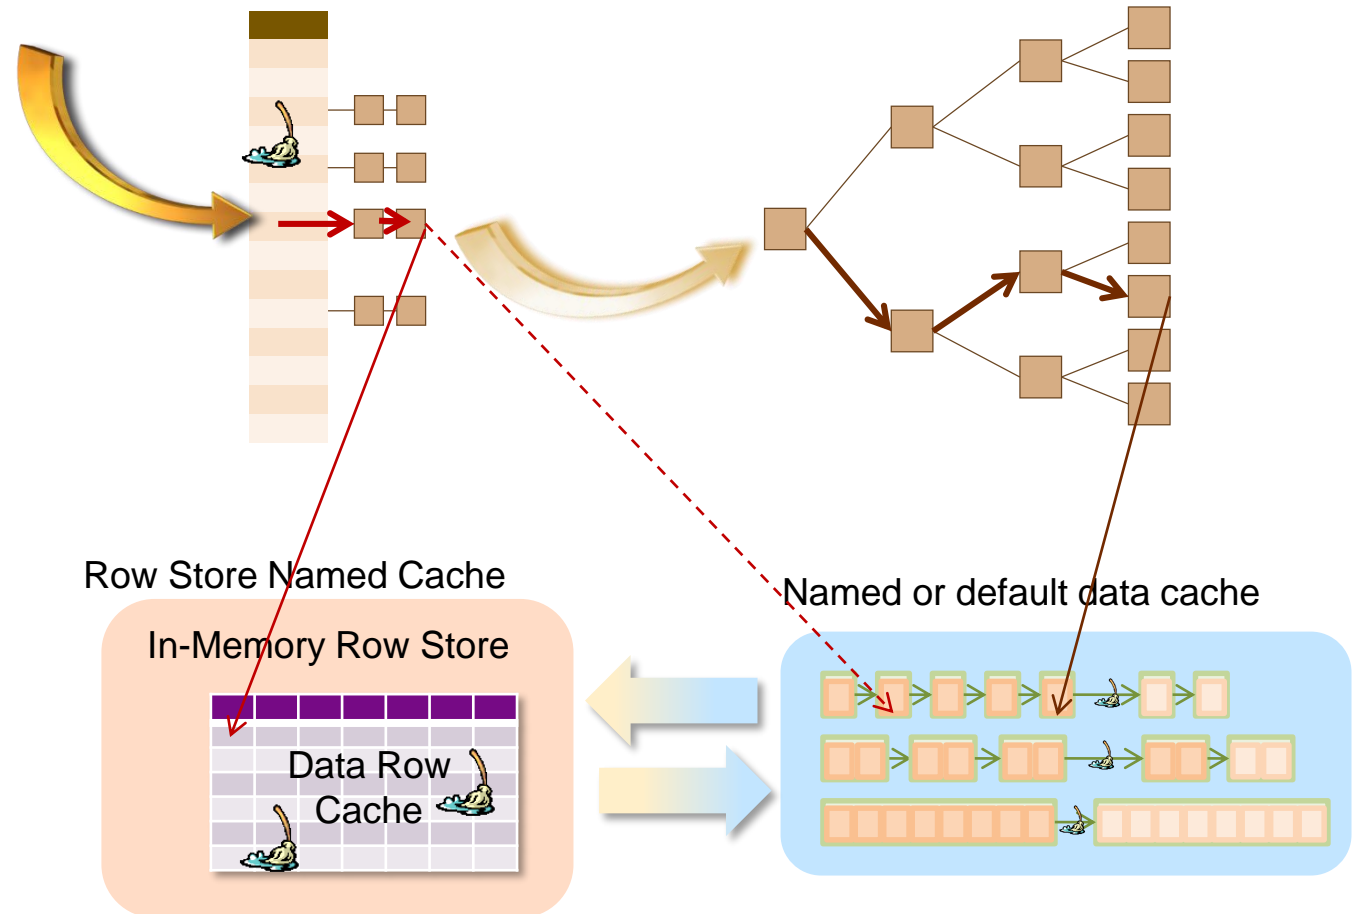 Row Store Named Cache
In-Memory Row Store
Data Row
Cache
Named or default data cache